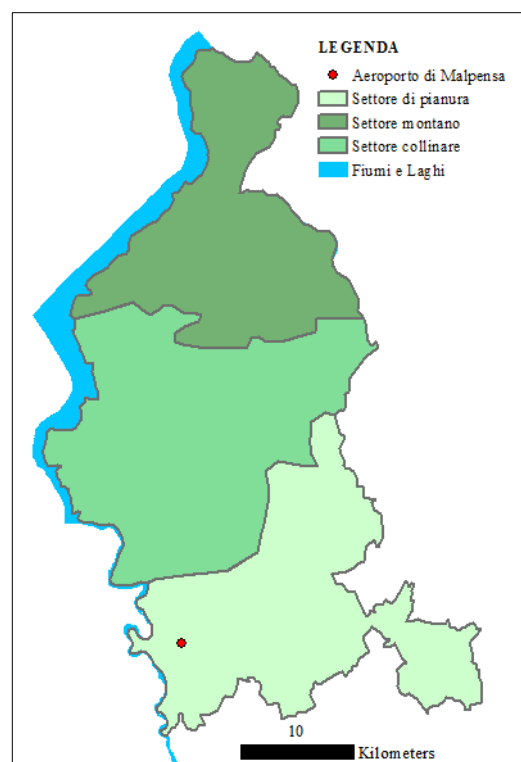 LEGENDA
Aeroporto di Malpensa
Settore di pianura
Settore montano
Settore collinare
Fiumi e Laghi
10
Kilometers